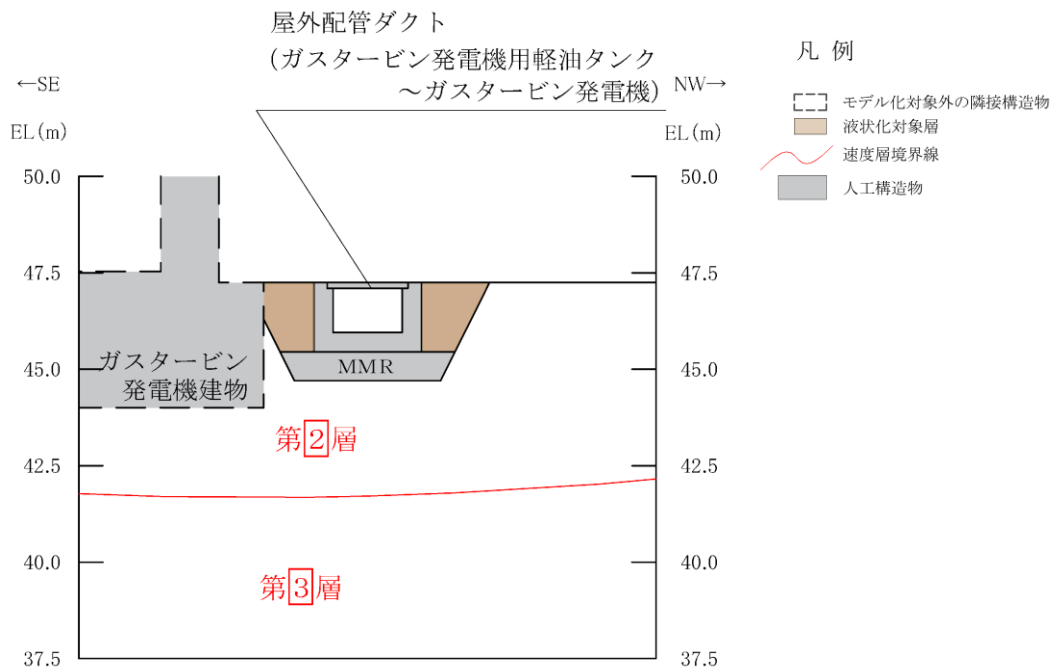 屋外配管ダクト
(ガスタービン発電機用軽油タンク
～ガスタービン発電機)
←SE
NW→
EL(m)
EL(m)
凡 例
モデル化対象外の隣接構造物
液状化対象層
速度層境界線
人工構造物
50.0
50.0
47.5
47.5
45.0
45.0
42.5
42.5
40.0
40.0
37.5
37.5
ガスタービン
発電機建物
MMR
第2層
第3層